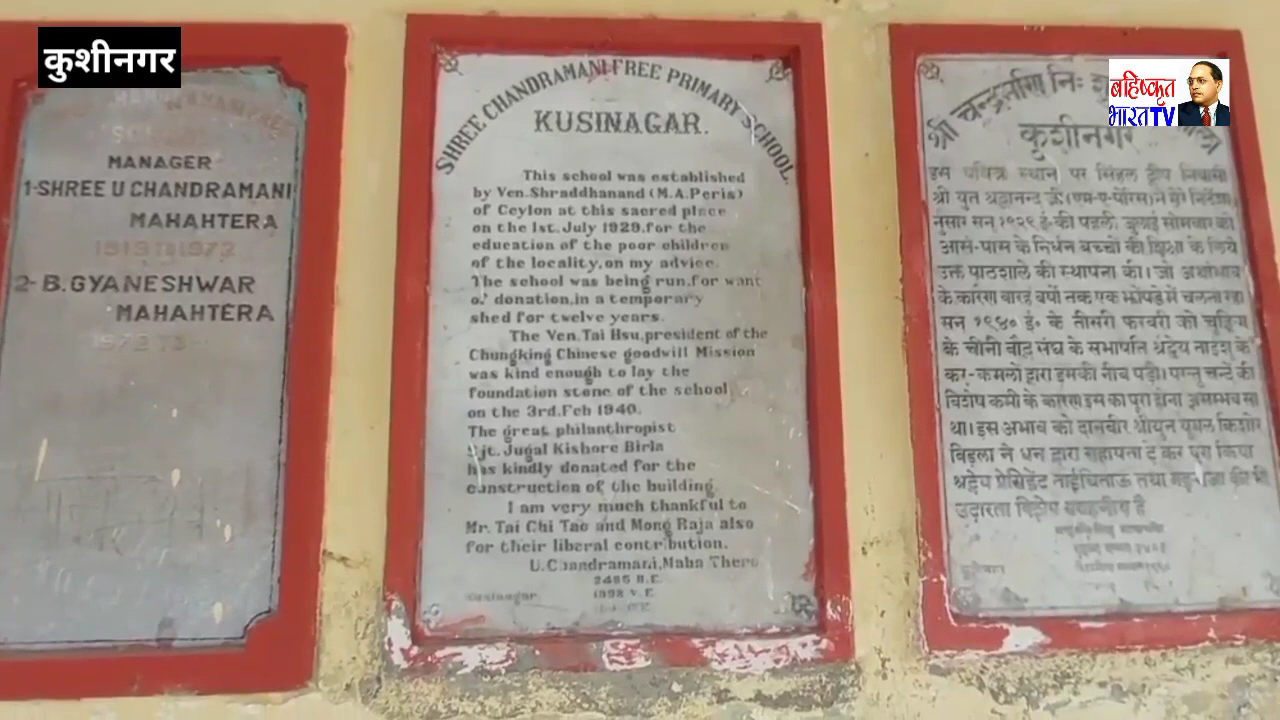 कुशीनगर
बहिष्कृत
भारत TV
MANAGER
1-SHREE U CHANDRAMANI
MAHAHTERA
2- B. GYANESHWAR
MAHAHTERA
SHREE CHANDRAMANI FREE PRIMARY SCHOOL.
KUSINAGAR.
This school was established
by Ven. Shraddhanand (M.A. Peris)
of Ceylon at this sacred place
on the 1st. July 1929. for the
education of the poor children
of the locality, on my advice.
The school was being run, for want
of donation, in a temporary
shed for twelve years.
The Ven. Tai Hsu, president of the
Chungking Chinese goodwill Mission
was kind enough to lay the
foundation stone of the school
on the 3rd. Feb 1940.
The great philanthropist
Sjt. Jugal Kishore Birla
has kindly donated for the
construction of the building.
I am very much thankful to
Mr. Tai Chi Tao and Mong Raja also
for their liberal contribution.
U. Chandramani, Maha Thero
2485 B.E.
Kusinagar
श्री चन्द्रमणि निः
कुशीनगर
इस पवित्र स्थान पर सिंहल द्वीप निवासी
श्री युत श्रद्धानन्द जी (एम-ए-पेरिस) ने मेरे निर्देशा
नुसार सन १९२९ ई॰ की पहली जुलाई सोमवार को
आस-पास के निर्धन बच्चों की शिक्षा के लिये
उक्त पाठशाले की स्थापना की। जो अर्थाभाव
के कारण बारह वर्षों तक एक झोंपड़े में चलता रहा
सन १९४० ई॰ के तीसरी फरवरी को
के चीनी बौद्ध संघ के सभापति श्रद्धेय ताईशू के
कर-कमलों द्वारा इसकी नीव पड़ी। परन्तु चन्दे की
विशेष कमी के कारण इस का पूरा होना असम्भव सा
था। इस अभाव को दानबीर श्रीयुत युगल किशोर
बिड़ला ने धन द्वारा सहायता दे कर पूरा किया
श्रद्धेय प्रेसिडेंट ताईचिताऊ तथा की भी
उदारता विशेष है